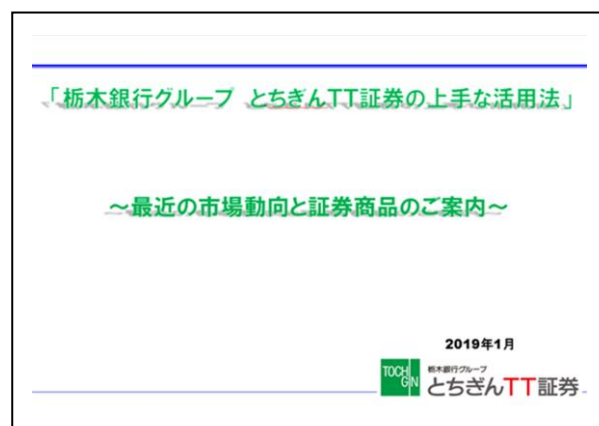 「栃木銀行グループ とちぎんTT証券の上手な活用法」
～最近の市場動向と証券商品のご案内～
2019年1月
TOCHI
GIN
栃木銀行グループ
とちぎんTT証券